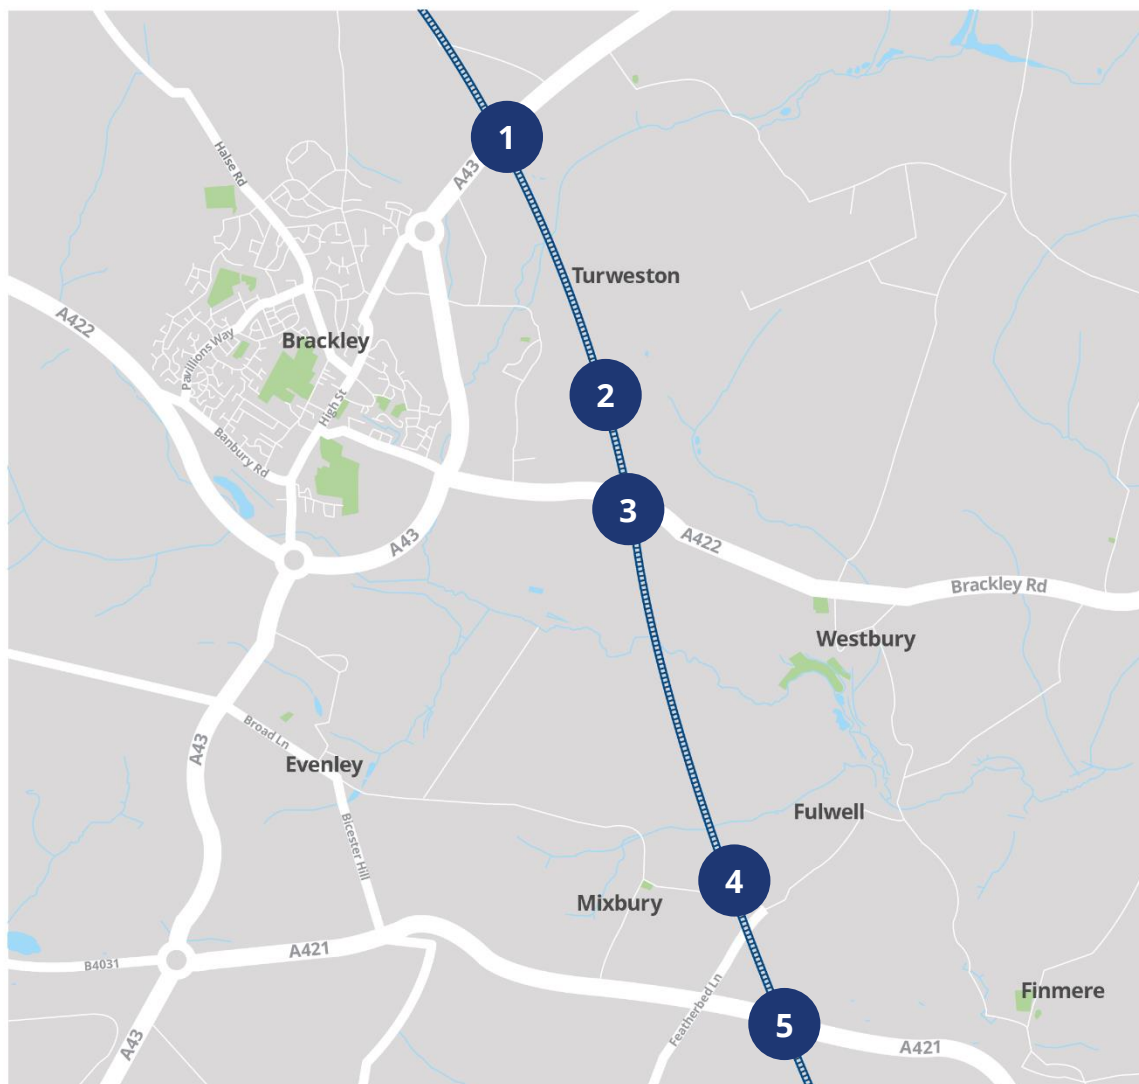 1
A43
Halse Rd
Turweston
A422
Brackley
Pavillions Way
2
High St
Banbury Rd
3
A43
A422
Brackley Rd
Westbury
A43
Broad Ln
Evenley
Fulwell
Bicester Hill
4
Mixbury
A421
B4031
Finmere
Featherbed Ln
5
A43
A421